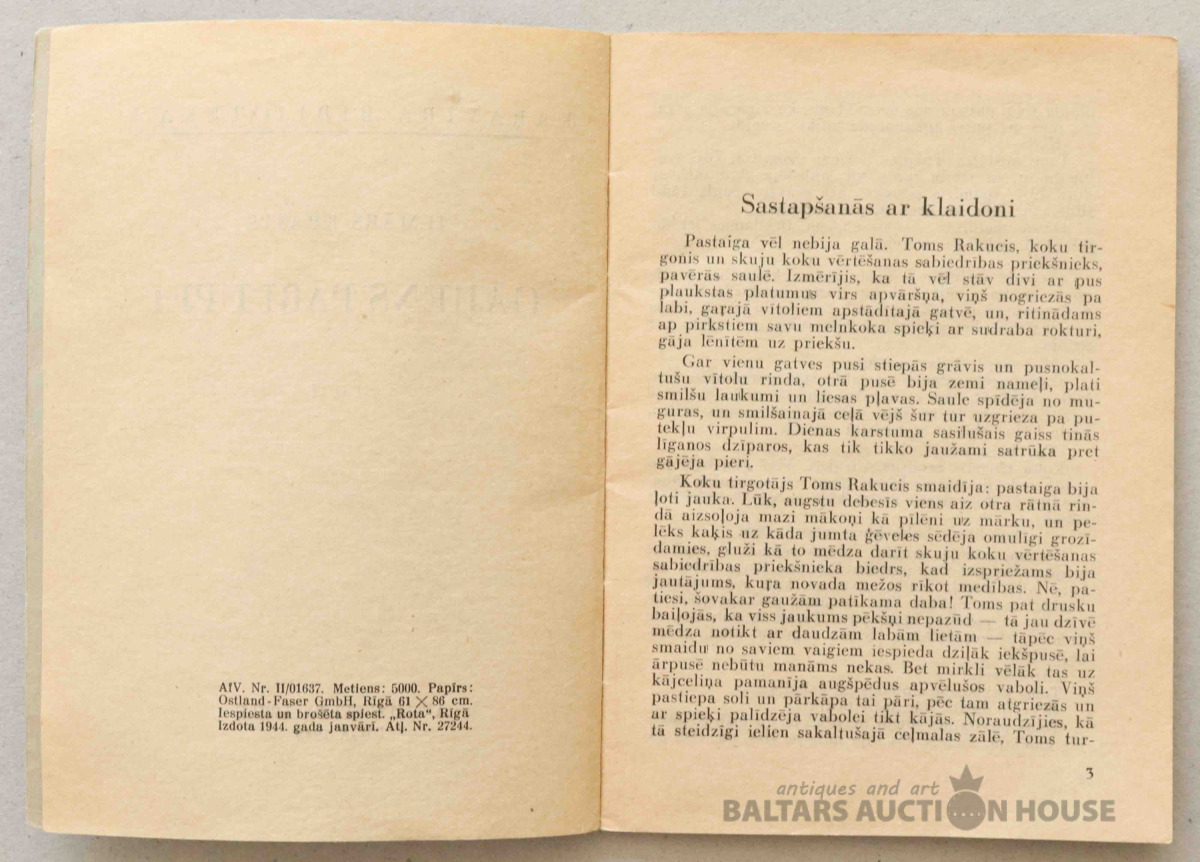 AfV. Nr. II/01637. Metiens: 5000. Papīrs:
Ostland-Faser GmbH, Rīgā 61 × 86 cm.
Iespiesta un brošēta spiest. „Rota“, Rīgā
Izdota 1944. gada janvārī. Atļ. Nr. 27244.
Sastapšanās ar klaidoni
Pastaiga vēl nebija galā. Toms Rakucis, koku tir-
gonis un skuju koku vērtēšanas sabiedrības priekšnieks,
pavērās saulē. Izmērījis, ka tā vēl stāv divi ar pus
plaukstas platumus virs apvāršņa, viņš nogriezās pa
labi, gaŗajā vītoliem apstādītajā gatvē, un, ritinādams
ap pirkstiem savu melnkoka spieķi ar sudraba rokturi,
gāja lēnītēm uz priekšu.
Gar vienu gatves pusi stiepās grāvis un pusnokal-
tušu vītolu rinda, otrā pusē bija zemi nameļi, plati
smilšu laukumi un liesas pļavas. Saule spīdēja no mu-
guras, un smilšainajā ceļā vējš šur tur uzgrieza pa pu-
tekļu virpulim. Dienas karstuma sasilušais gaiss tinās
līganos dzīparos, kas tik tikko jaužami satrūka pret
gājēja pieri.
Koku tirgotājs Toms Rakucis smaidīja: pastaiga bija
ļoti jauka. Lūk, augstu debesīs viens aiz otra rātnā rin-
dā aizsoļoja mazi mākoņi kā pīlēni uz mārku, un pe-
lēks kaķis uz kāda jumta ģēveles sēdēja omulīgi grozī-
damies, gluži kā to mēdza darīt skuju koku vērtēšanas
sabiedrības priekšnieka biedrs, kad izspriežams bija
jautājums, kuŗa novada mežos rīkot medības. Nē, pa-
tiesi, šovakar gaužām patīkama daba! Toms pat drusku
baiļojās, ka viss jaukums pēkšņi nepazūd — tā jau dzīvē
mēdza notikt ar daudzām labām lietām — tāpēc viņš
smaidu no saviem vaigiem iespieda dziļāk iekšpusē, lai
ārpusē nebūtu manāms nekas. Bet mirkli vēlāk tas uz
kājceliņa pamanīja augšpēdus apvēlušos vaboli. Viņš
pastiepa soli un pārkāpa tai pāri, pēc tam atgriezās un
ar spieķi palīdzēja vabolei tikt kājās. Noraudzījies, kā
tā steidzīgi ielien sakaltušajā ceļmalas zālē, Toms tur-
3
antiques and art
BALTARS AUCTION HOUSE